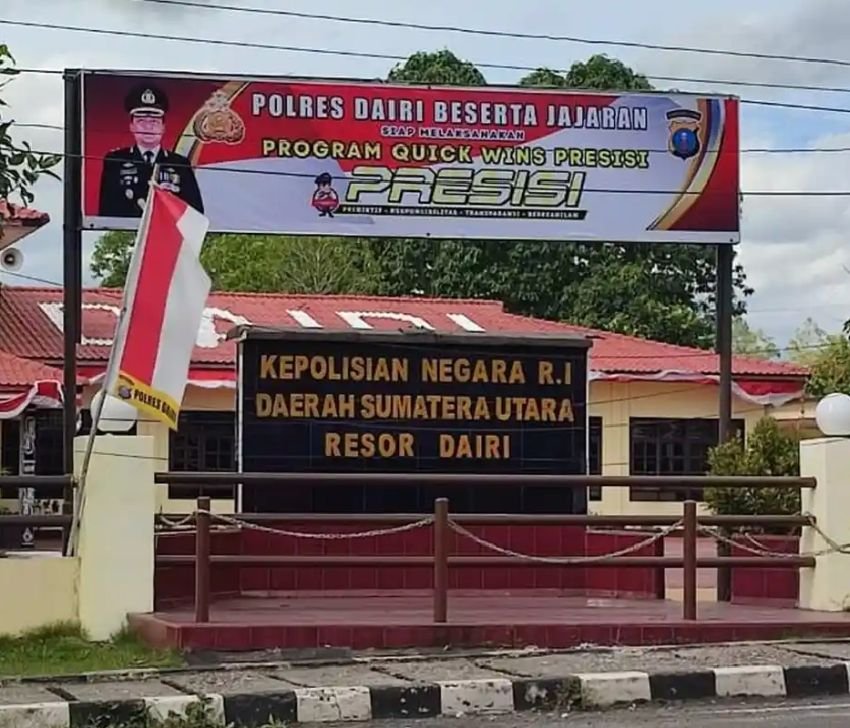 POLRES DAIRI BESERTA JAJARAN
SIAP MELAKSANAKAN
PROGRAM QUICK WINS PRESISI
PRESISI
PREDIKTIF - RESPONSIBILITAS - TRANSPARANSI - BERKEADILAN
DAIRI
KEPOLISIAN NEGARA R.I
DAERAH SUMATERA UTARA
RESOR DAIRI
POLRES DAIRI